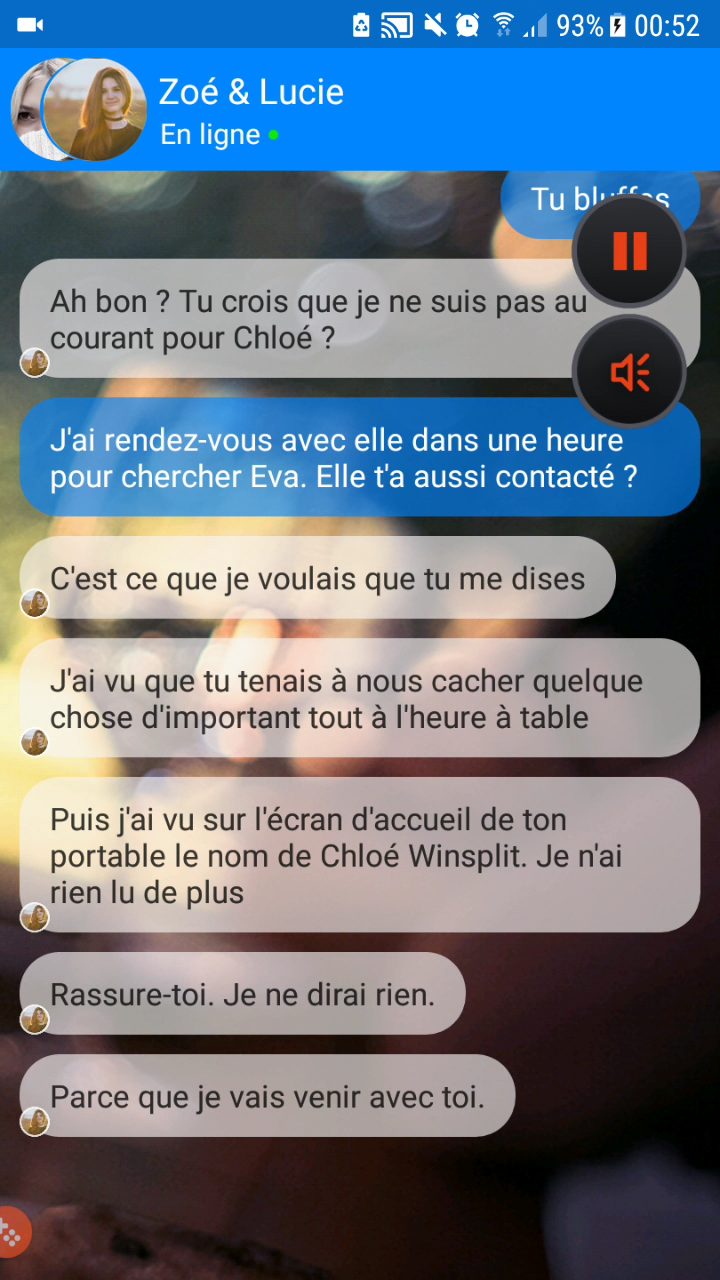 93% 00:52
Zoé & Lucie
En ligne
Tu bluffes
Ah bon ? Tu crois que je ne suis pas au
courant pour Chloé ?
J'ai rendez-vous avec elle dans une heure
pour chercher Eva. Elle t'a aussi contacté ?
C'est ce que je voulais que tu me dises
J'ai vu que tu tenais à nous cacher quelque
chose d'important tout à l'heure à table
Puis j'ai vu sur l'écran d'accueil de ton
portable le nom de Chloé Winsplit. Je n'ai
rien lu de plus
Rassure-toi. Je ne dirai rien.
Parce que je vais venir avec toi.